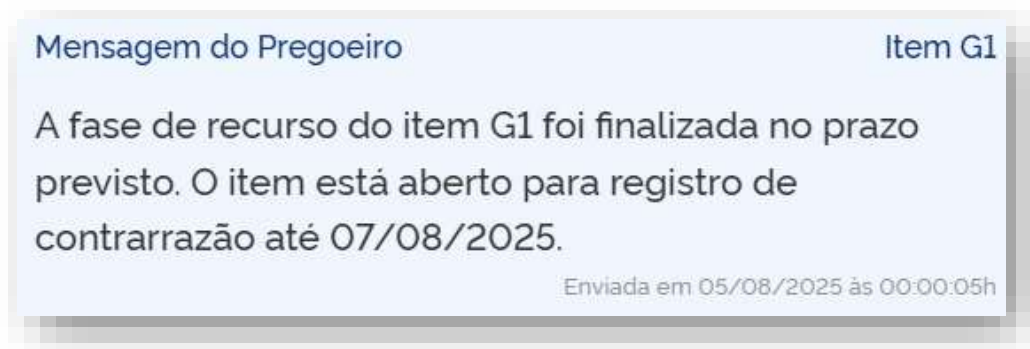 Mensagem do Pregoeiro Item G1
A fase de recurso do item G1 foi finalizada no prazo
previsto. O item está aberto para registro de
contrarrazão até 07/08/2025.
Enviada em 05/08/2025 às 00:00:05h